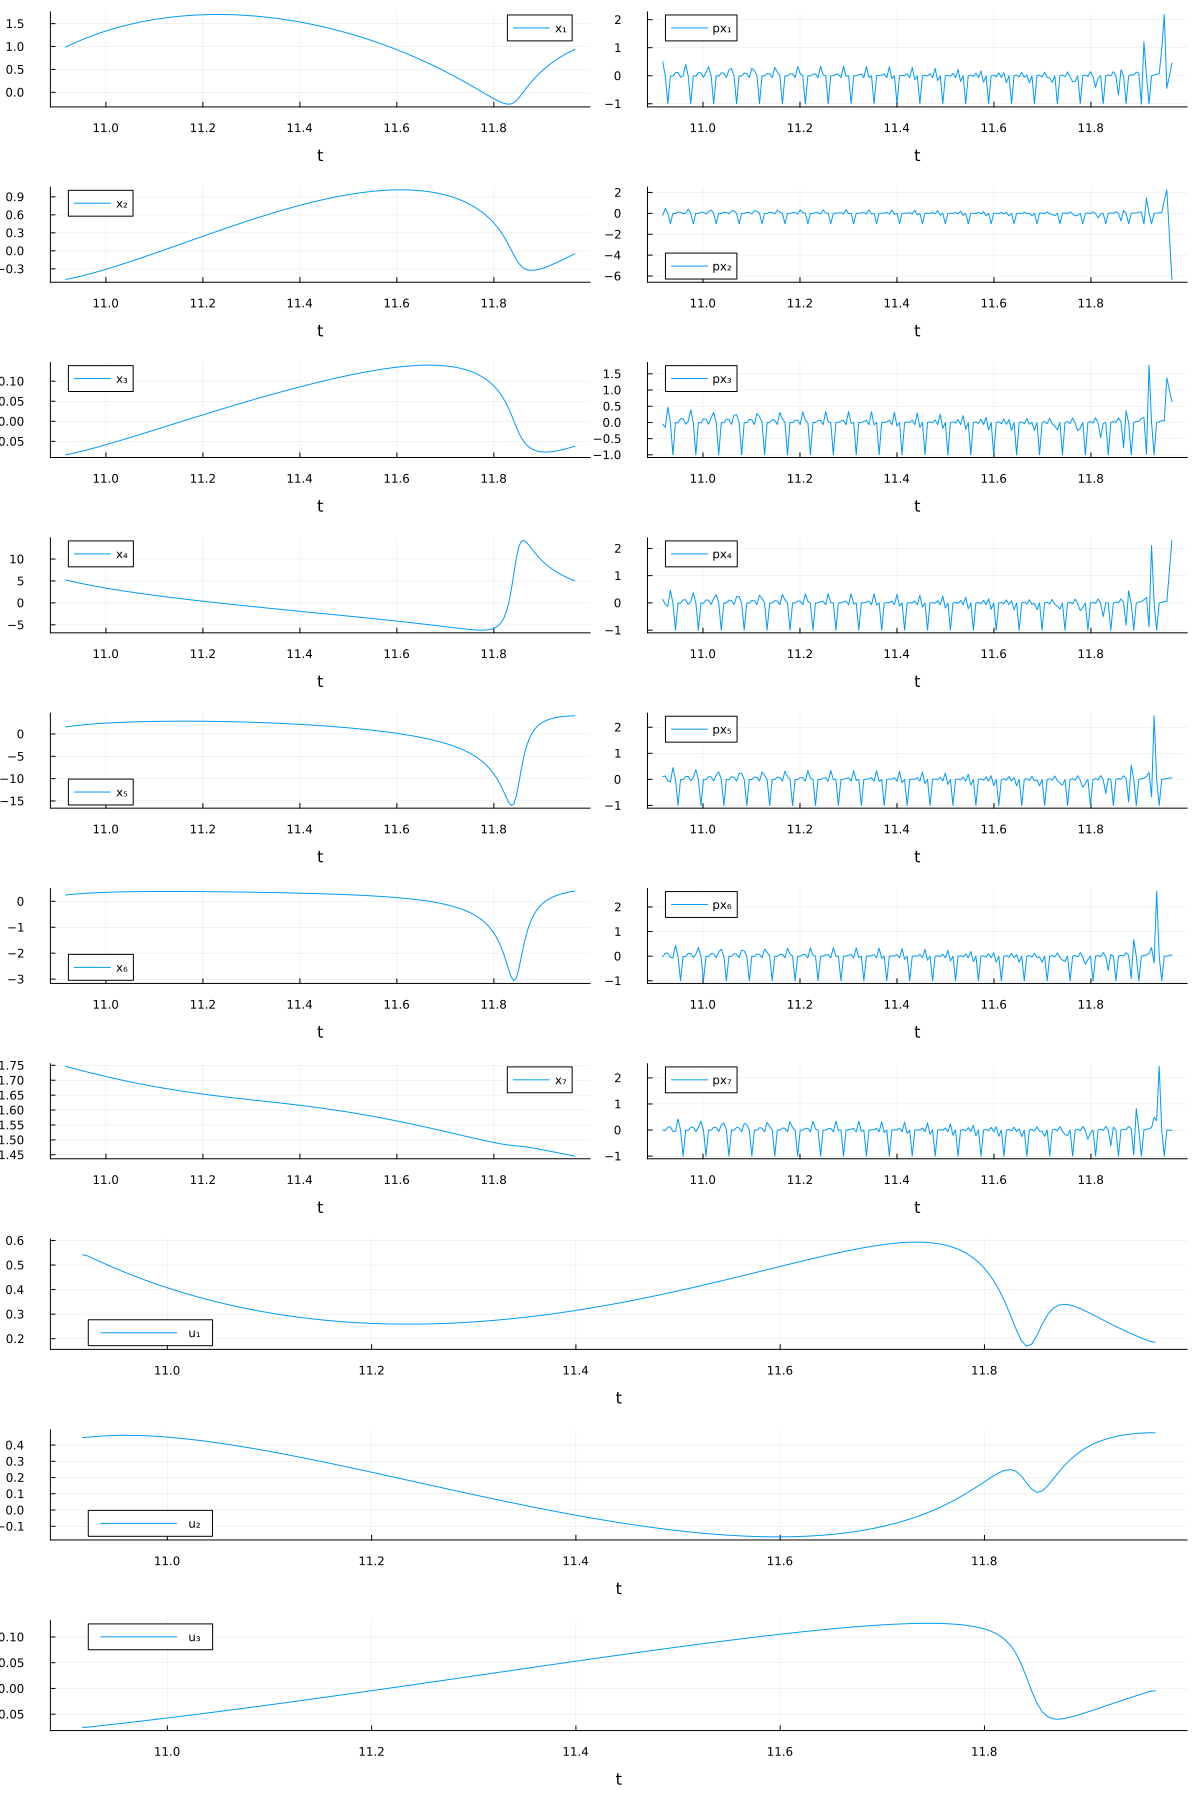 1.5
1.0
0.5
0.0
x₁
11.0 11.2 11.4 11.6 11.8
t
2
1
0
−1
px₁
11.0 11.2 11.4 11.6 11.8
t
0.9
0.6
0.3
0.0
−0.3
x₂
11.0 11.2 11.4 11.6 11.8
t
2
0
−2
−4
−6
px₂
11.0 11.2 11.4 11.6 11.8
t
0.10
0.05
0.00
0.05
x₃
11.0 11.2 11.4 11.6 11.8
t
1.5
1.0
0.5
0.0
−0.5
−1.0
px₃
11.0 11.2 11.4 11.6 11.8
t
10
5
0
−5
x₄
11.0 11.2 11.4 11.6 11.8
t
2
1
0
−1
px₄
11.0 11.2 11.4 11.6 11.8
t
0
−5
−10
−15
x₅
11.0 11.2 11.4 11.6 11.8
t
2
1
0
−1
px₅
11.0 11.2 11.4 11.6 11.8
t
0
−1
−2
−3
x₆
11.0 11.2 11.4 11.6 11.8
t
2
1
0
−1
px₆
11.0 11.2 11.4 11.6 11.8
t
1.75
1.70
1.65
1.60
1.55
1.50
1.45
x₇
11.0 11.2 11.4 11.6 11.8
t
2
1
0
−1
px₇
11.0 11.2 11.4 11.6 11.8
t
0.6
0.5
0.4
0.3
0.2
u₁
11.0 11.2 11.4 11.6 11.8
t
0.4
0.3
0.2
0.1
0.0
−0.1
u₂
11.0 11.2 11.4 11.6 11.8
t
0.10
0.05
0.00
0.05
u₃
11.0 11.2 11.4 11.6 11.8
t